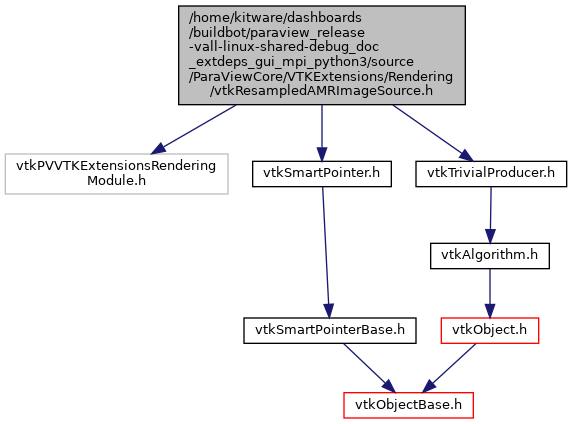 /home/kitware/dashboards
/buildbot/paraview_release
-vall-linux-shared-debug_doc
_extdeps_gui_mpi_python3/source
/ParaViewCore/VTKExtensions/Rendering
/vtkResampledAMRImageSource.h
vtkPVVTKExtensionsRendering
Module.h
vtkSmartPointer.h
vtkTrivialProducer.h
vtkAlgorithm.h
vtkSmartPointerBase.h
vtkObject.h
vtkObjectBase.h